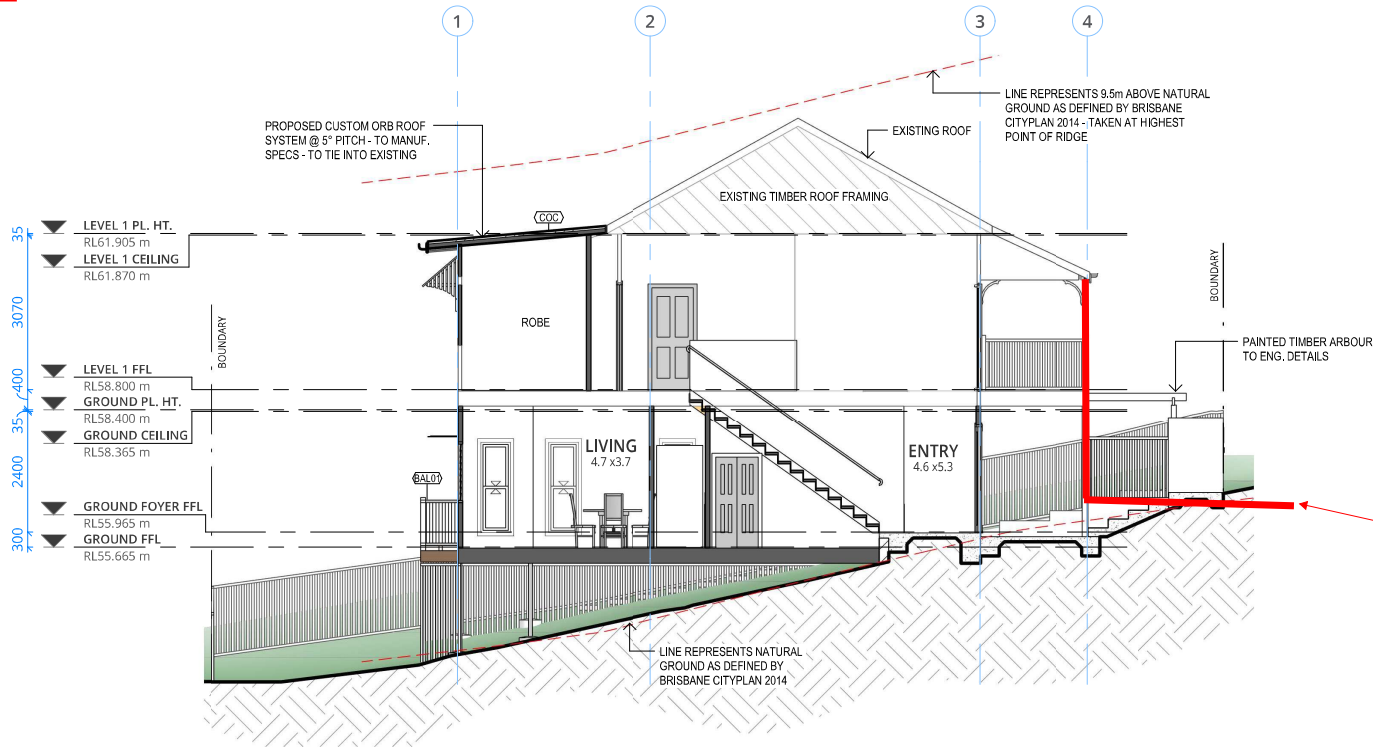 1
2
3
4
LINE REPRESENTS 9.5m ABOVE NATURAL
GROUND AS DEFINED BY BRISBANE
CITYPLAN 2014 - TAKEN AT HIGHEST
POINT OF RIDGE
PROPOSED CUSTOM ORB ROOF
SYSTEM @ 5° PITCH - TO MANUF.
SPECS - TO TIE INTO EXISTING
EXISTING ROOF
EXISTING TIMBER ROOF FRAMING
COC
35
LEVEL 1 PL. HT.
RL61.905 m
LEVEL 1 CEILING
RL61.870 m
3070
BOUNDARY
ROBE
BOUNDARY
PAINTED TIMBER ARBOUR
TO ENG. DETAILS
400
LEVEL 1 FFL
RL58.800 m
GROUND PL. HT.
RL58.400 m
35
GROUND CEILING
RL58.365 m
2400
LIVING
4.7 x3.7
ENTRY
4.6 x5.3
BAL01
GROUND FOYER FFL
RL55.965 m
300
GROUND FFL
RL55.665 m
LINE REPRESENTS NATURAL
GROUND AS DEFINED BY
BRISBANE CITYPLAN 2014